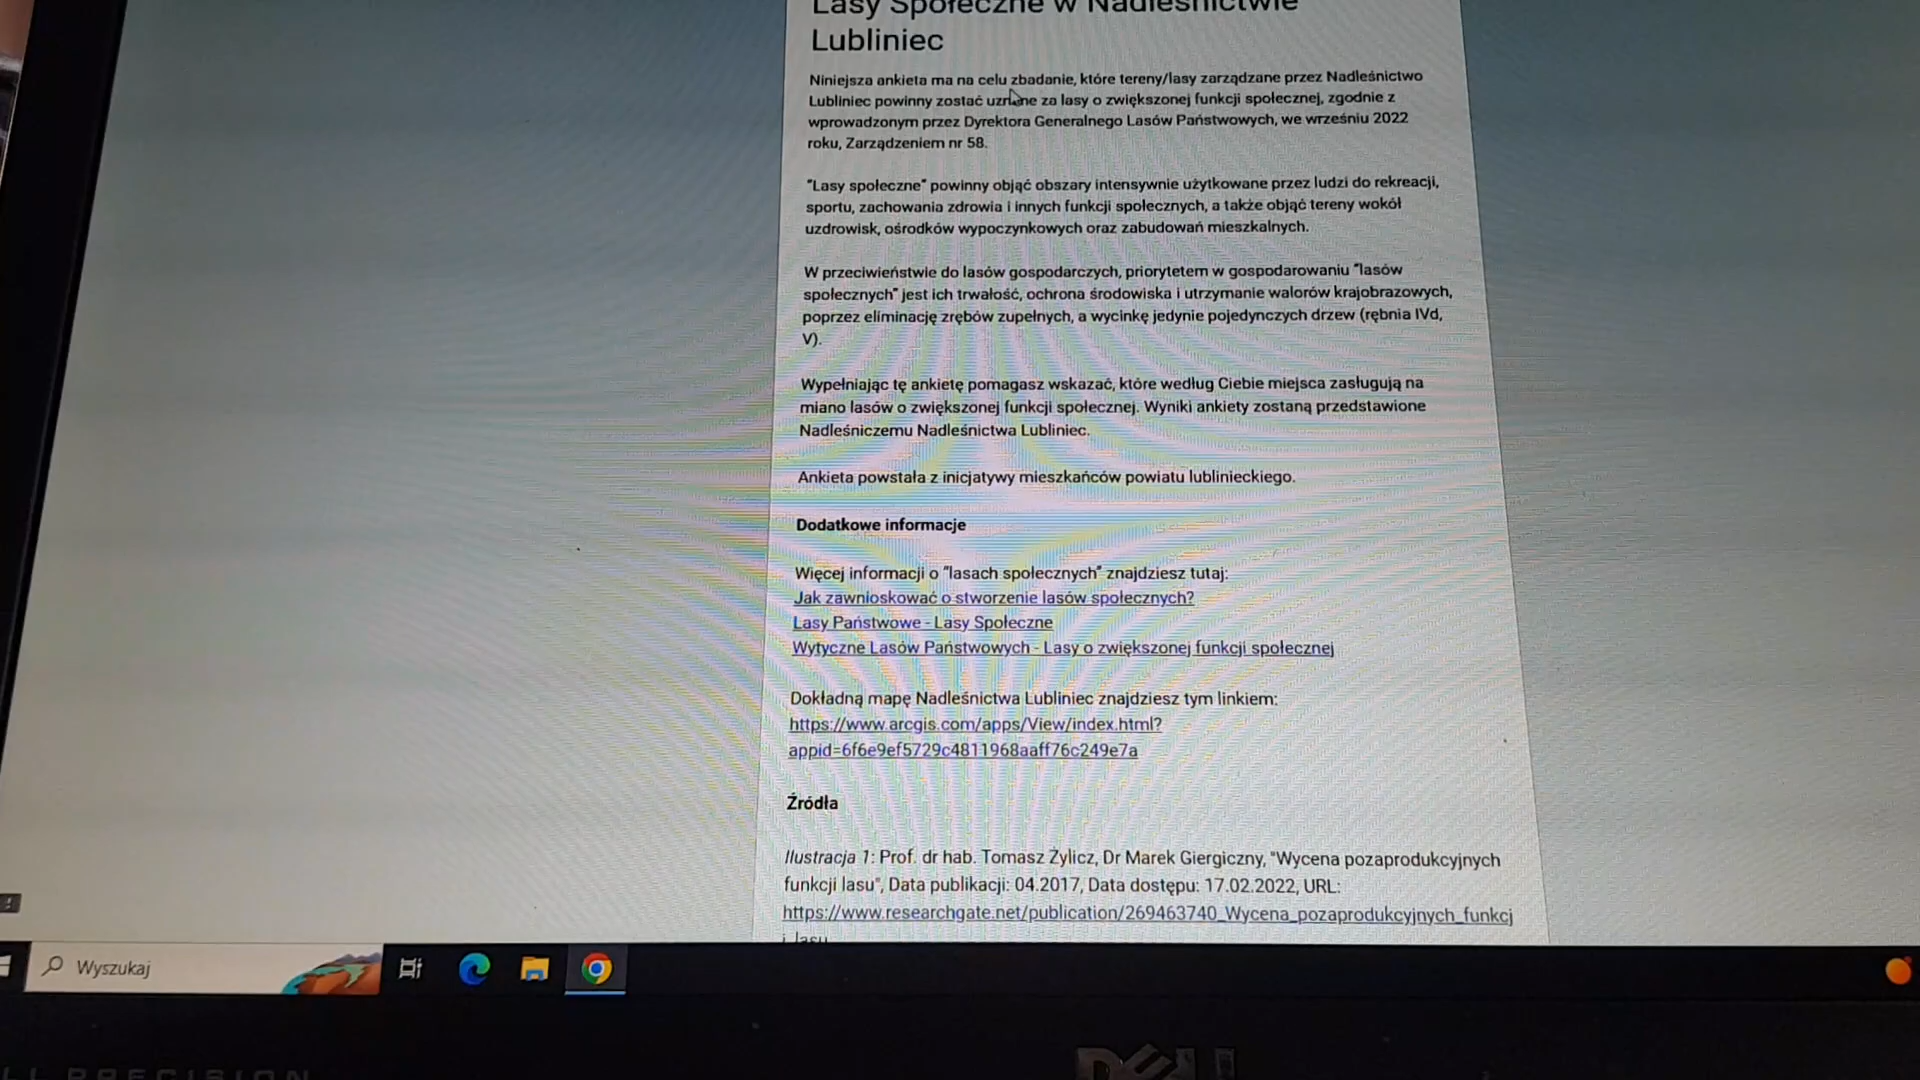 Lasy Społeczne w Nadleśnictwie
Lubliniec
Niniejsza ankieta ma na celu zbadanie, które tereny/lasy zarządzane przez Nadleśnictwo
Lubliniec powinny zostać uznane za lasy o zwiększonej funkcji społecznej, zgodnie z
wprowadzonym przez Dyrektora Generalnego Lasów Państwowych, we wrześniu 2022
roku, Zarządzeniem nr 58.
"Lasy społeczne" powinny objąć obszary intensywnie użytkowane przez ludzi do rekreacji,
sportu, zachowania zdrowia i innych funkcji społecznych, a także objąć tereny wokół
uzdrowisk, ośrodków wypoczynkowych oraz zabudowań mieszkalnych.
W przeciwieństwie do lasów gospodarczych, priorytetem w gospodarowaniu "lasów
społecznych" jest ich trwałość, ochrona środowiska i utrzymanie walorów krajobrazowych,
poprzez eliminację zrębów zupełnych, a wycinkę jedynie pojedynczych drzew (rębnia IVd,
V).
Wypełniając tę ankietę pomagasz wskazać, które według Ciebie miejsca zasługują na
miano lasów o zwiększonej funkcji społecznej. Wyniki ankiety zostaną przedstawione
Nadleśniczemu Nadleśnictwa Lubliniec.
Ankieta powstała z inicjatywy mieszkańców powiatu lublinieckiego.
Dodatkowe informacje
Więcej informacji o "lasach społecznych" znajdziesz tutaj:
Jak zawnioskować o stworzenie lasów społecznych?
Lasy Państwowe - Lasy Społeczne
Wytyczne Lasów Państwowych - Lasy o zwiększonej funkcji społecznej
Dokładną mapę Nadleśnictwa Lubliniec znajdziesz tym linkiem:
https://www.arcgis.com/apps/View/index.html?
appid=6f6e9ef5729c4811968aaff76c249e7a
Źródła
Ilustracja 1: Prof. dr hab. Tomasz Żylicz, Dr Marek Giergiczny, "Wycena pozaprodukcyjnych
funkcji lasu", Data publikacji: 04.2017, Data dostępu: 17.02.2022, URL:
https://www.researchgate.net/publication/269463740_Wycena_pozaprodukcyjnych_funkcj
i_lasu
Wyszukaj
DELL
PRECISION